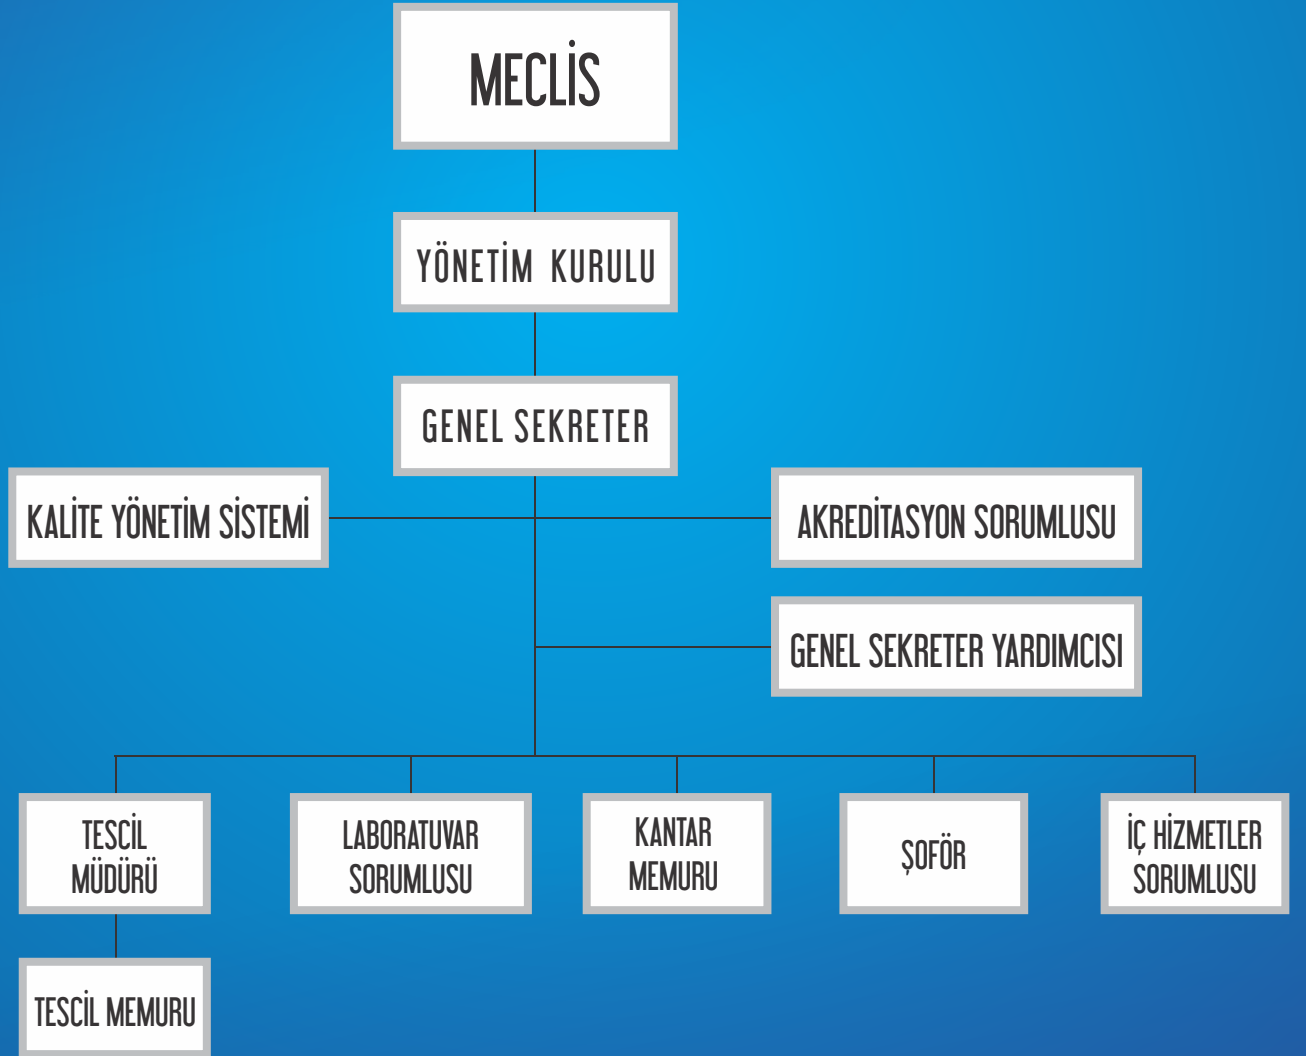 MECLİS
YÖNETİM KURULU
GENEL SEKRETER
KALİTE YÖNETİM SİSTEMİ
AKREDİTASYON SORUMLUSU
GENEL SEKRETER YARDIMCISI
TESCİL
MÜDÜRÜ
LABORATUVAR
SORUMLUSU
KANTAR
MEMURU
ŞOFÖR
İÇ HİZMETLER
SORUMLUSU
TESCİL MEMURU